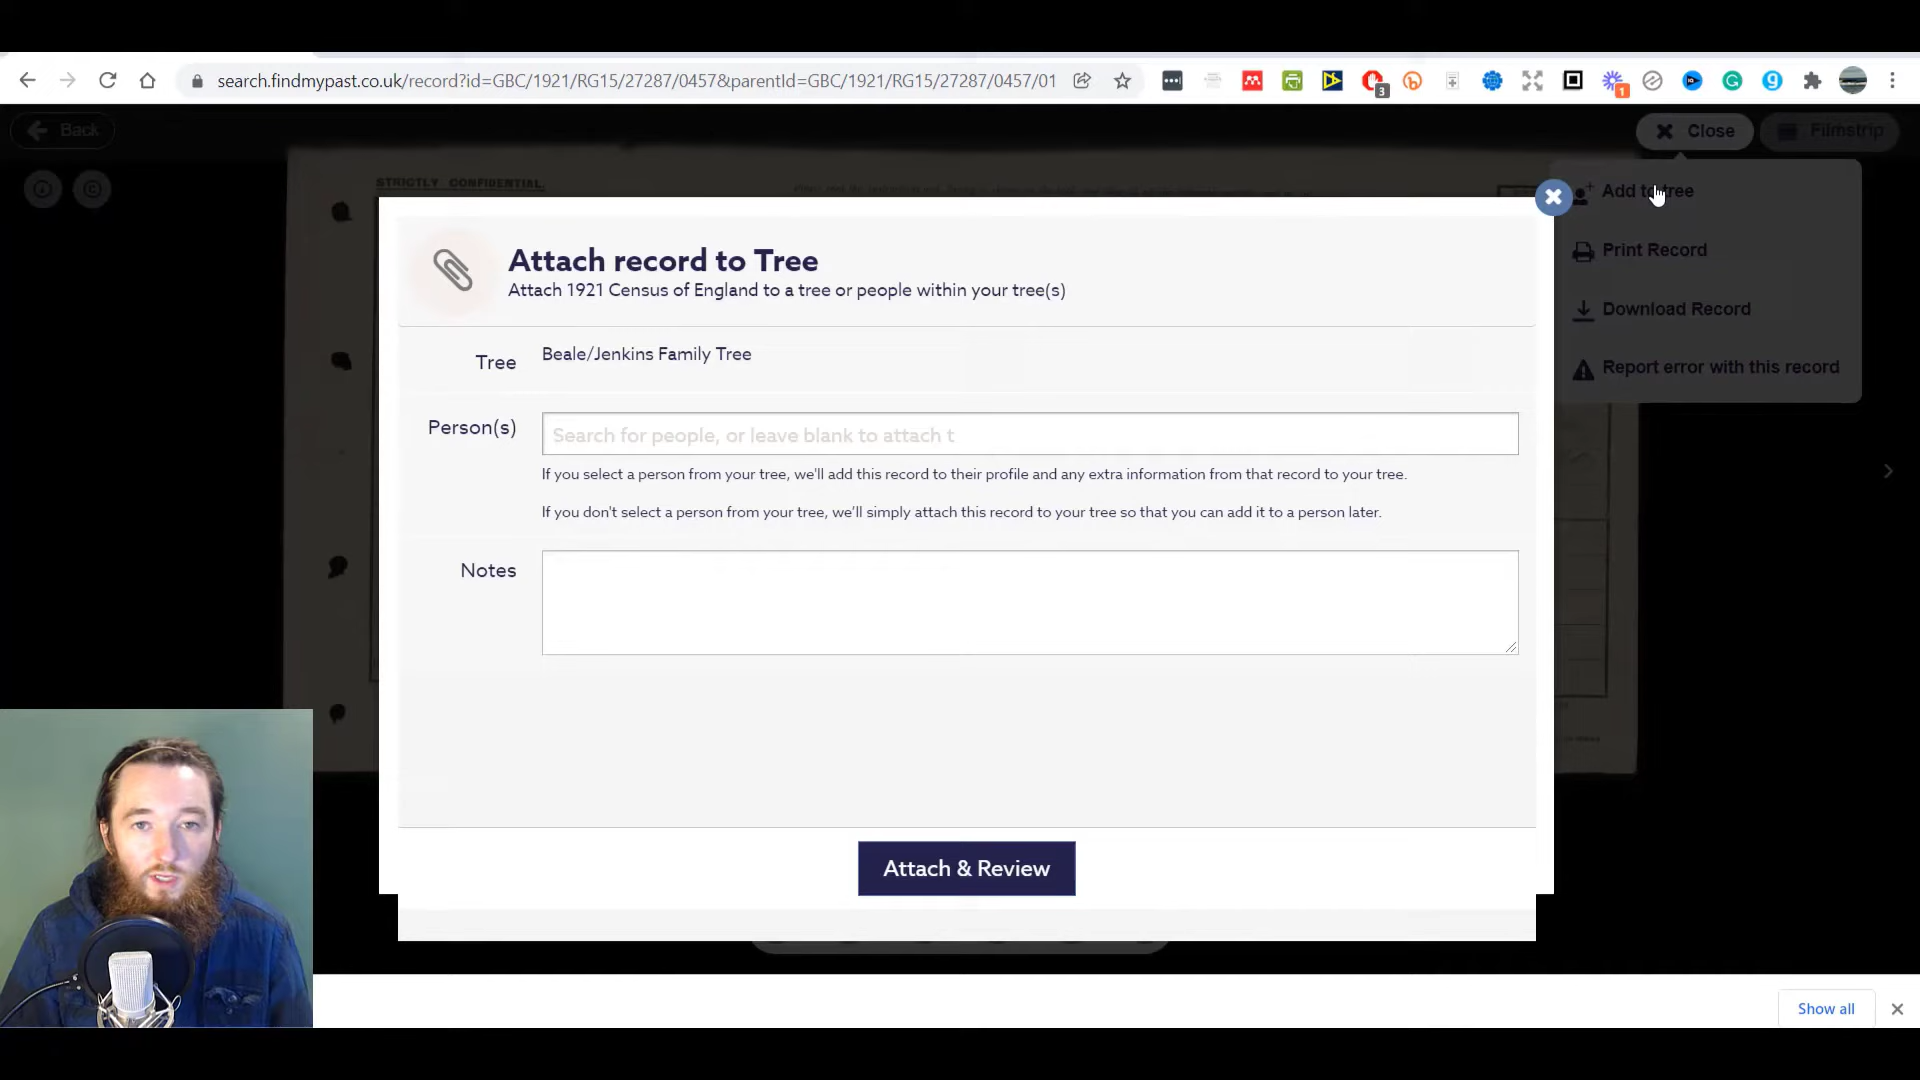 search.findmypast.co.uk/record?id=GBC/1921/RG15/27287/0457&parentId=GBC/1921/RG15/27287/0457/01
3
1
Back
Close
Filmstrip
STRICTLY CONFIDENTIAL.
Add to tree
Print Record
Download Record
Report error with this record
Attach record to Tree
Attach 1921 Census of England to a tree or people within your tree(s)
Tree
Beale/Jenkins Family Tree
Person(s)
Search for people, or leave blank to attach t
If you select a person from your tree, we'll add this record to their profile and any extra information from that record to your tree.
If you don't select a person from your tree, we'll simply attach this record to your tree so that you can add it to a person later.
Notes
Attach & Review
Show all